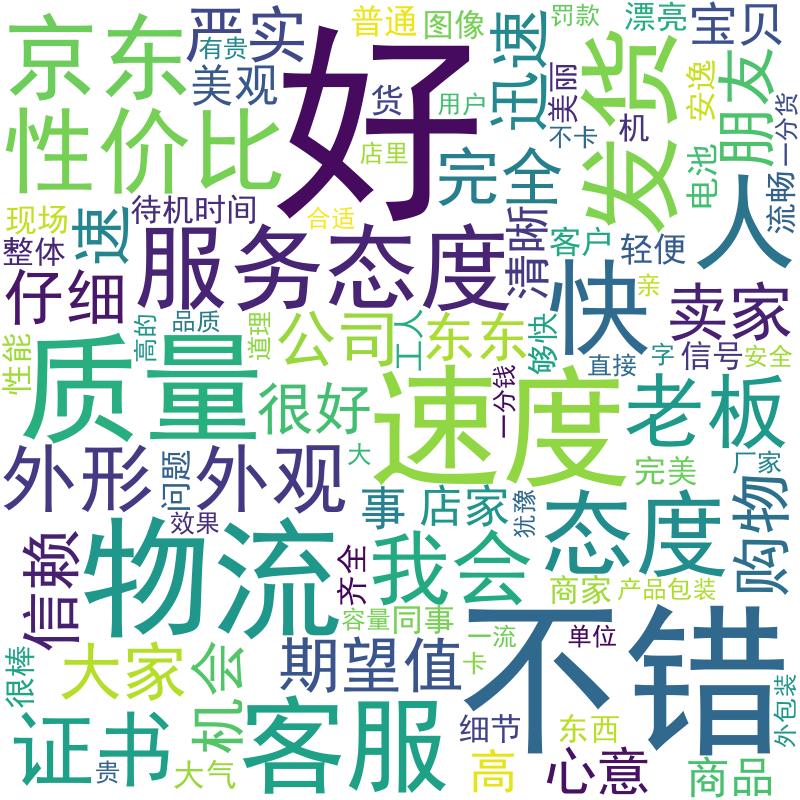 京东
严实
普通
图像
罚款
漂亮
宝贝
有贵
美观
好
货
用户
迅速
美丽
不卡
发货
机
安逸
朋友
一分货
性价比
店里
完全
电池
流畅
现场
速
待机时间
合适
服务态度
清晰
客户
轻便
人
整体
仔细
快
亲
卖家
性能
质量
高的
品质
道理
公司
工人
东东
够快
直接
字
信号
安全
很好
速度
一分钱
老板
外形
问题
外观
大
事
店家
犹豫
完美
厂家
效果
态度
购物
信赖
物流
齐全
我会
商家
产品包装
容量
同事
不错
很棒
大家
会
期望值
一流
卡
单位
外包装
证书
机
客服
细节
东西
贵
大气
高
心意
商品